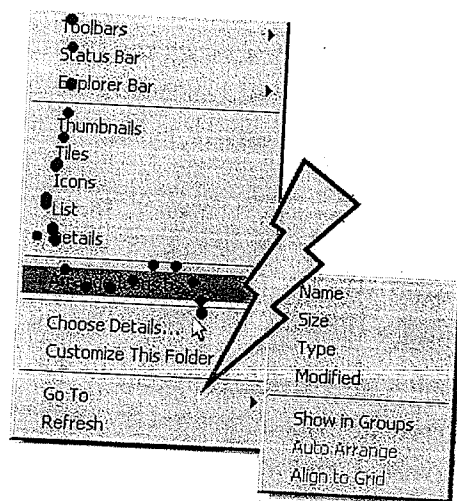 Toolbars
Status Bar
Explorer Bar
Thumbnails
Tiles
Icons
List
Details
Choose Details...
Customize This Folder
Go To
Refresh
Name
Size
Type
Modified
Show in Groups
Auto Arrange
Align to Grid